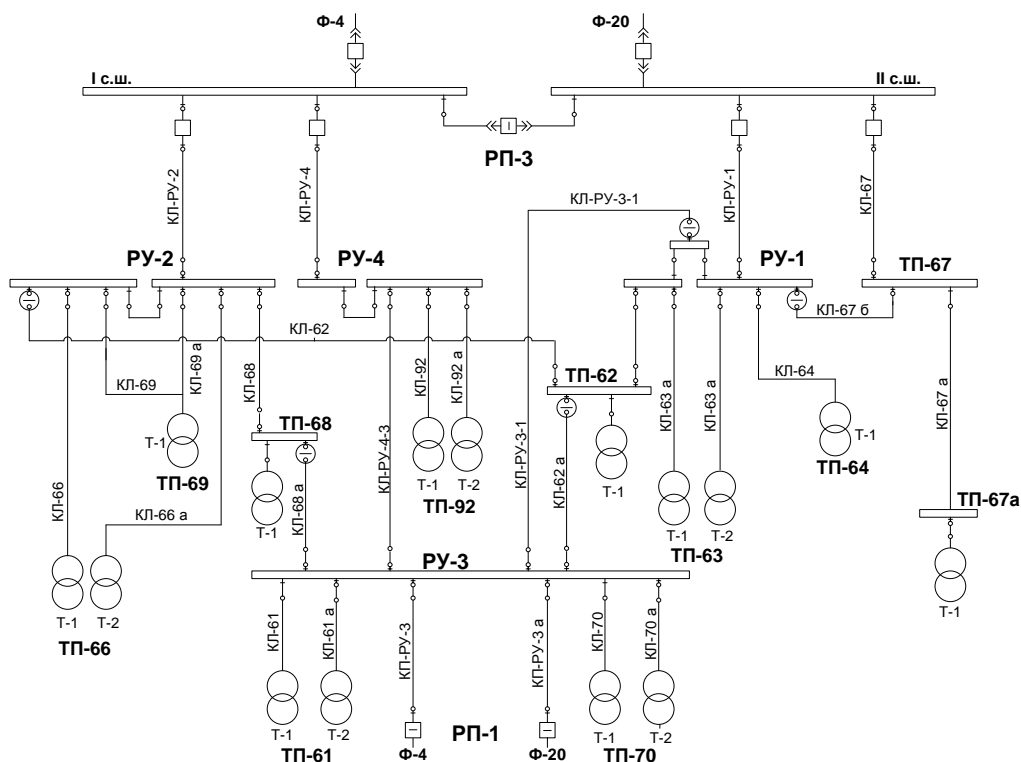 Ф-4
Ф-20
I с.ш.
II с.ш.
РП-3
КЛ-РУ-2
КЛ-РУ-4
КЛ-РУ-3-1
КЛ-РУ-1
КЛ-67
РУ-2
РУ-4
РУ-1
ТП-67
КЛ-62
КЛ-67 б
КЛ-69
КЛ-69 а
КЛ-68
КЛ-92
КЛ-92 а
ТП-62
КЛ-63 а
КЛ-63 а
КЛ-64
КЛ-67 а
Т-1
ТП-69
ТП-68
Т-1
ТП-64
КЛ-66
КЛ-66 а
Т-1
КЛ-68 а
КЛ-РУ-4-3
Т-1
Т-2
ТП-92
КЛ-РУ-3-1
КЛ-62 а
Т-1
ТП-67а
Т-1
Т-2
ТП-63
РУ-3
Т-1
Т-2
ТП-66
Т-1
КЛ-61
КЛ-61 а
КП-РУ-3
КП-РУ-3 а
КЛ-70
КЛ-70 а
Т-1
Т-2
РП-1
Т-1
Т-2
ТП-61
Ф-4
Ф-20
ТП-70